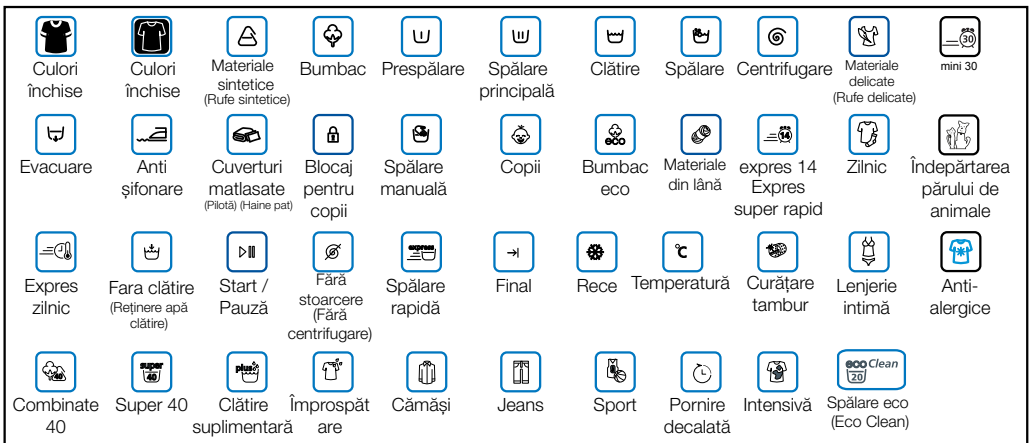 30
Culori
închise
Culori
închise
Materiale
sintetice
(Rufe sintetice)
Bumbac
Prespălare
Spălare
principală
Clătire
Spălare
Centrifugare
Materiale
delicate
(Rufe delicate)
mini 30
eco
14
Evacuare
Anti
șifonare
Cuverturi
matlasate
(Pilotă) (Haine pat)
Blocaj
pentru
copii
Spălare
manuală
Copii
Bumbac
eco
Materiale
din lână
expres 14
Expres
super rapid
Zilnic
Îndepărtarea
părului de
animale
express
°C
Expres
zilnic
Fara clătire
(Reținere apă
clătire)
Start /
Pauză
Fără
stoarcere
(Fără
centrifugare)
Spălare
rapidă
Final
Rece
Temperatură
Curățare
tambur
Lenjerie
intimă
Anti-
alergice
40
super
40
plus
eco Clean
20
Combinate
40
Super 40
Clătire
suplimentară
Împrospăt
are
Cămăși
Jeans
Sport
Pornire
decalată
Intensivă
Spălare eco
(Eco Clean)